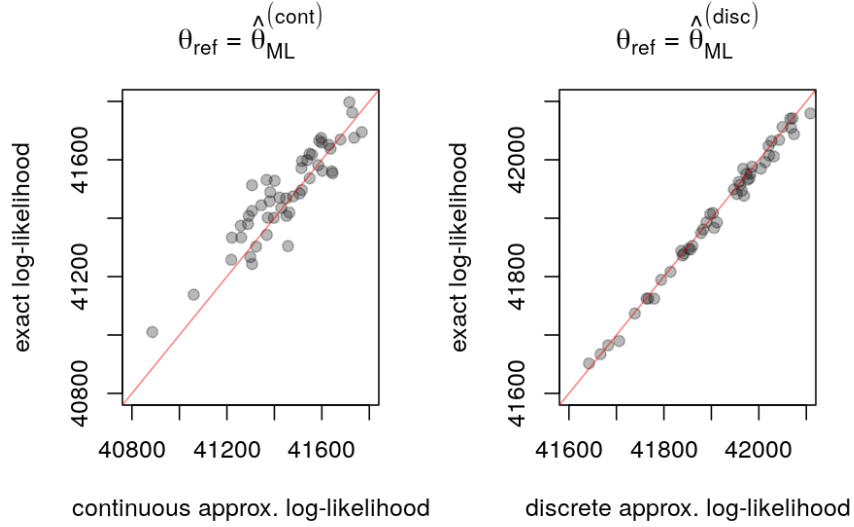 θref = θ̂ML(cont)
exact log-likelihood
41600
41200
40800
40800 41200 41600
continuous approx. log-likelihood
θref = θ̂ML(disc)
exact log-likelihood
42000
41800
41600
41600 41800 42000
discrete approx. log-likelihood